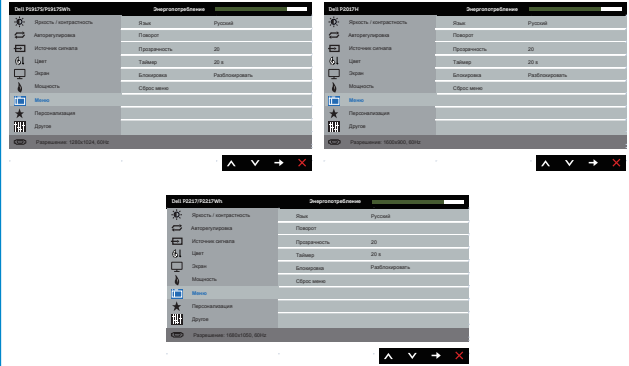 Dell P1917S/P1917SWh Энергопотребление
Яркость / контрастность Язык Русский
Авторегулировка Поворот
Источник сигнала Прозрачность 20
Цвет Таймер 20 s
Экран Блокировка Разблокировать
Мощность Сброс меню
Меню
Персонализация
Другое
Разрешение: 1280x1024, 60Hz
Dell P2017H Энергопотребление
Яркость / контрастность Язык Русский
Авторегулировка Поворот
Источник сигнала Прозрачность 20
Цвет Таймер 20 s
Экран Блокировка Разблокировать
Мощность Сброс меню
Меню
Персонализация
Другое
Разрешение: 1600x900, 60Hz
Dell P2217/P2217Wh Энергопотребление
Яркость / контрастность Язык Русский
Авторегулировка Поворот
Источник сигнала Прозрачность 20
Цвет Таймер 20 s
Экран Блокировка Разблокировать
Мощность Сброс меню
Меню
Персонализация
Другое
Разрешение: 1680x1050, 60Hz